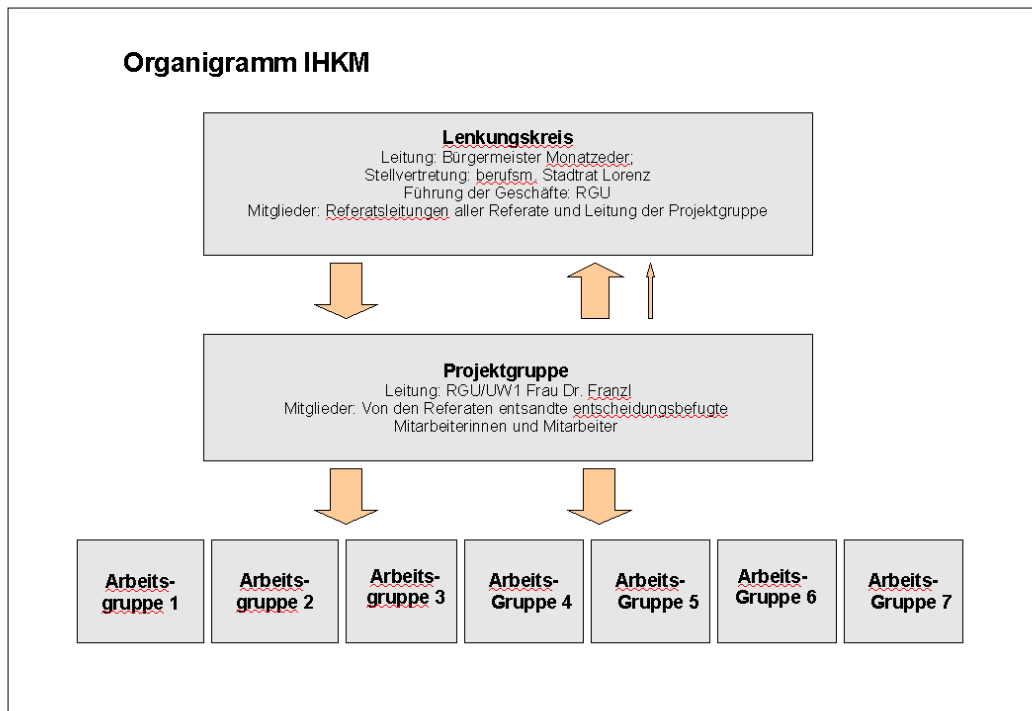 Organigramm IHKM
Lenkungskreis
Leitung: Bürgermeister Monatzeder;
Stellvertretung: berufsm. Stadtrat Lorenz
Führung der Geschäfte: RGU
Mitglieder: Referatsleitungen aller Referate und Leitung der Projektgruppe
Projektgruppe
Leitung: RGU/UW1 Frau Dr. Franzl
Mitglieder: Von den Referaten entsandte entscheidungsbefugte
Mitarbeiterinnen und Mitarbeiter
Arbeits-
gruppe 1
Arbeits-
gruppe 2
Arbeits-
gruppe 3
Arbeits-
Gruppe 4
Arbeits-
Gruppe 5
Arbeits-
Gruppe 6
Arbeits-
Gruppe 7